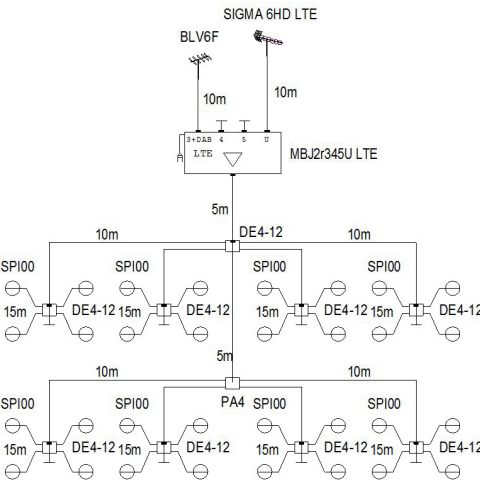 SIGMA 6HD LTE
BLV6F
10m
10m
3+DAB 4 5 U
LTE
MBJ2r345U LTE
5m
DE4-12
10m
10m
SPI00
SPI00
SPI00
SPI00
15m
DE4-12
15m
DE4-12
15m
DE4-12
15m
DE4-12
5m
10m
10m
PA4
SPI00
SPI00
SPI00
SPI00
15m
DE4-12
15m
DE4-12
15m
DE4-12
15m
DE4-12